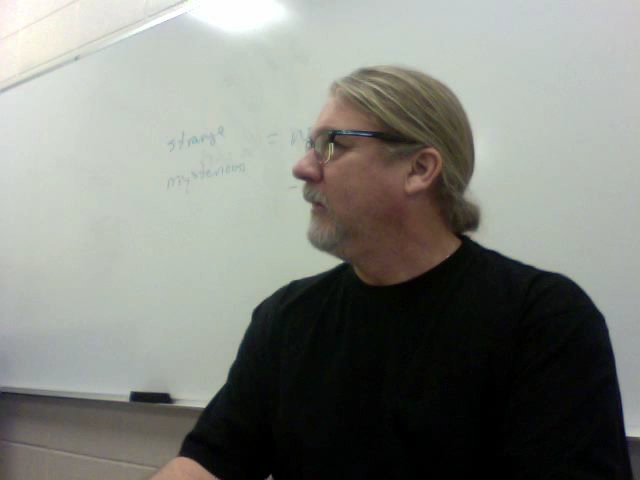 strange =
mysterious